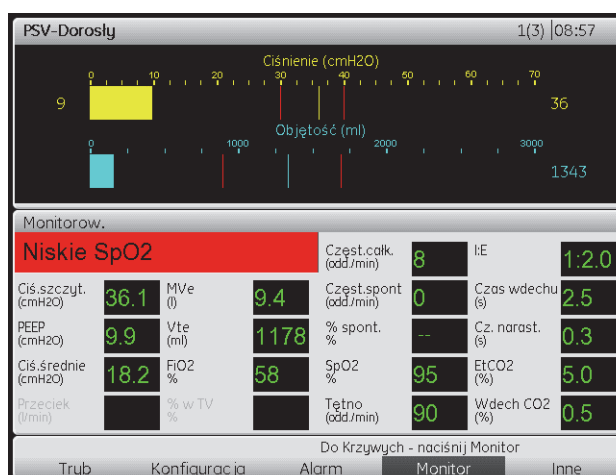 PSV-Dorosły 1(3) |08:57
Ciśnienie (cmH2O)
0 10 20 30 40 50 60 70
9 36
Objętość (ml)
0 1000 2000 3000
1343
Monitorow.
Niskie SpO2
Częst.całk. (odd./min) 8 I:E 1:2.0
Ciś.szczyt. (cmH2O) 36.1 MVe (l) 9.4 Częst.spont (odd./min) 0 Czas wdechu (s) 2.5
PEEP (cmH2O) 9.9 Vte (ml) 1178 % spont. % -- Cz. narast. (s) 0.3
Ciś.średnie (cmH2O) 18.2 FiO2 % 58 SpO2 % 95 EtCO2 (%) 5.0
Przeciek (l/min) % w TV % Tętno (odd./min) 90 Wdech CO2 (%) 0.5
Do Krzywych - naciśnij Monitor
Tryb Konfiguracja Alarm Monitor Inne